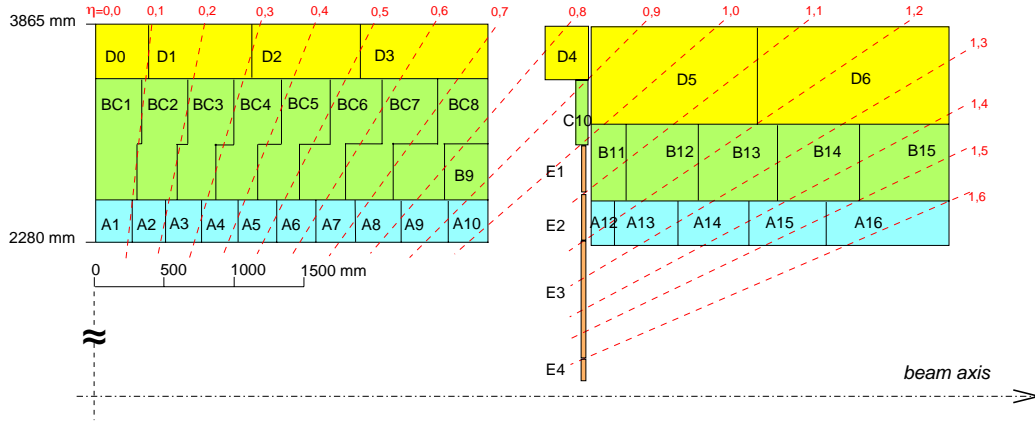 3865 mm η=0,0 0,1 0,2 0,3 0,4 0,5 0,6 0,7 0,8 0,9 1,0 1,1 1,2
D0 D1 D2 D3 D4 D5 D6 1,3
BC1 BC2 BC3 BC4 BC5 BC6 BC7 BC8 C10 1,4
B9 E1 B11 B12 B13 B14 B15 1,5
1,6
A1 A2 A3 A4 A5 A6 A7 A8 A9 A10 E2 A12 A13 A14 A15 A16
2280 mm
0 500 1000 1500 mm
E3
E4
beam axis